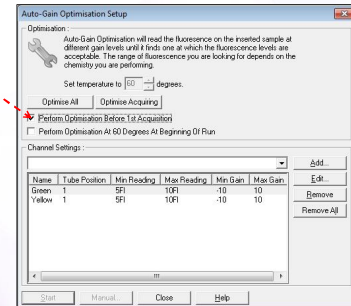 Auto-Gain Optimisation Setup
Optimisation :
Auto-Gain Optimisation will read the fluoresence on the inserted sample at
different gain levels until it finds one at which the fluorescence levels are
acceptable. The range of fluorescence you are looking for depends on the
chemistry you are performing.
Set temperature to 60 degrees.
Optimise All Optimise Acquiring
Perform Optimisation Before 1st Acquisition
Perform Optimisation At 60 Degrees At Beginning Of Run
Channel Settings :
Add...
Name Tube Position Min Reading Max Reading Min Gain Max Gain
Green 1 5Fl 10Fl -10 10
Yellow 1 5Fl 10Fl -10 10
Edit...
Remove
Remove All
Start Manual... Close Help